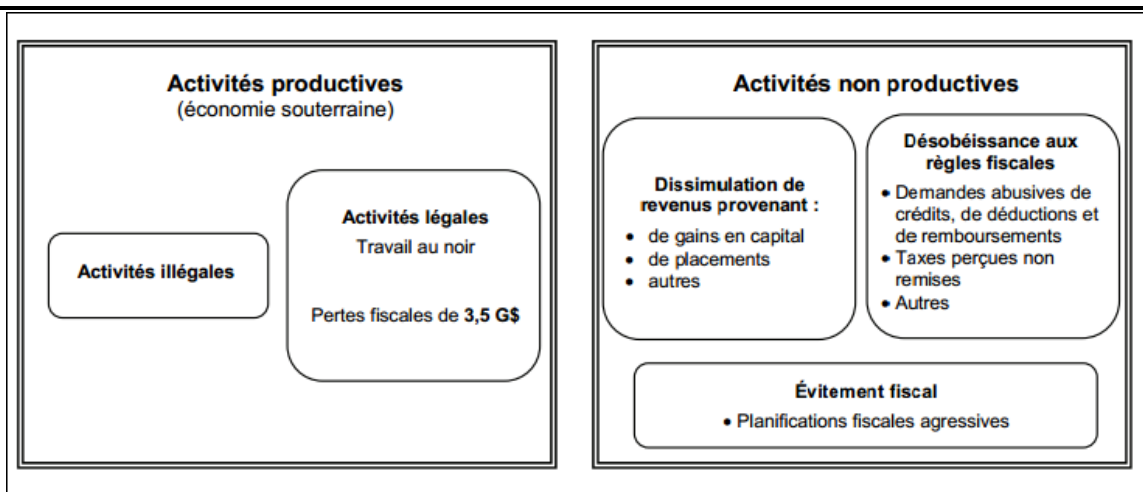 Activités productives
(économie souterraine)
Activités illégales
Activités légales
Travail au noir
Pertes fiscales de 3,5 G$
Activités non productives
Dissimulation de
revenus provenant :
• de gains en capital
• de placements
• autres
Désobéissance aux
règles fiscales
• Demandes abusives de
crédits, de déductions et
de remboursements
• Taxes perçues non
remises
• Autres
Évitement fiscal
• Planifications fiscales agressives